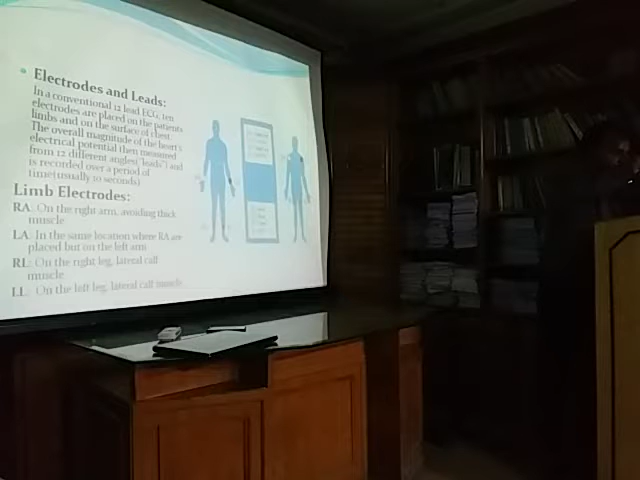 Electrodes and Leads:
In a conventional 12 lead ECG, ten
electrodes are placed on the patients
limbs and on the surface of chest.
The overall magnitude of the heart's
electrical potential then measured
from 12 different angles("leads") and
is recorded over a period of
time(usually 10 seconds)
Limb Electrodes:
RA: On the right arm, avoiding thick
muscle
LA: In the same location where RA are
placed but on the left arm
RL: On the right leg, lateral calf
muscle
LL: On the left leg, lateral calf muscle